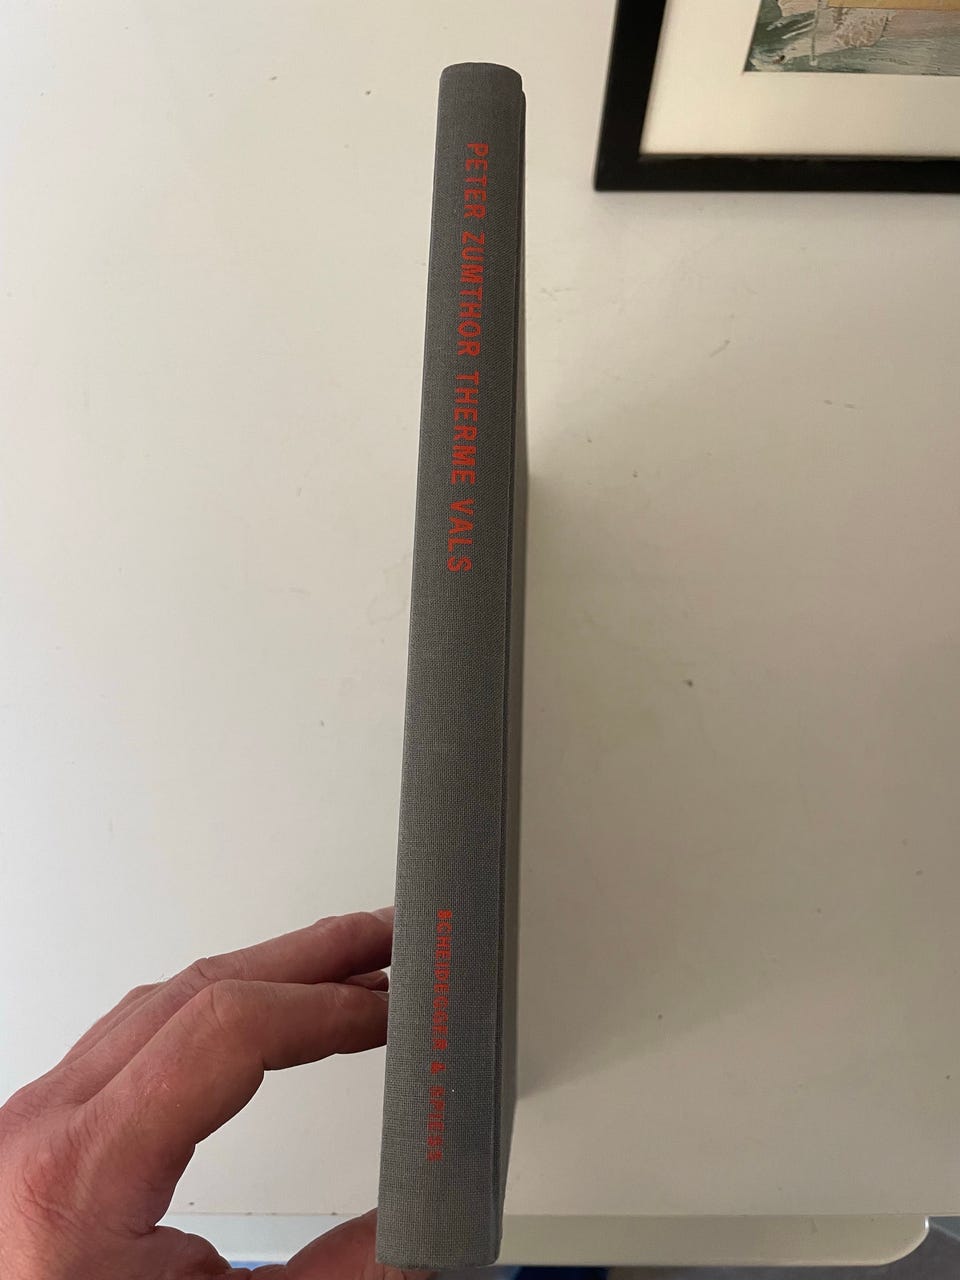 PETER ZUMTHOR THERME VALS
SCHEIDEGGER & SPIESS